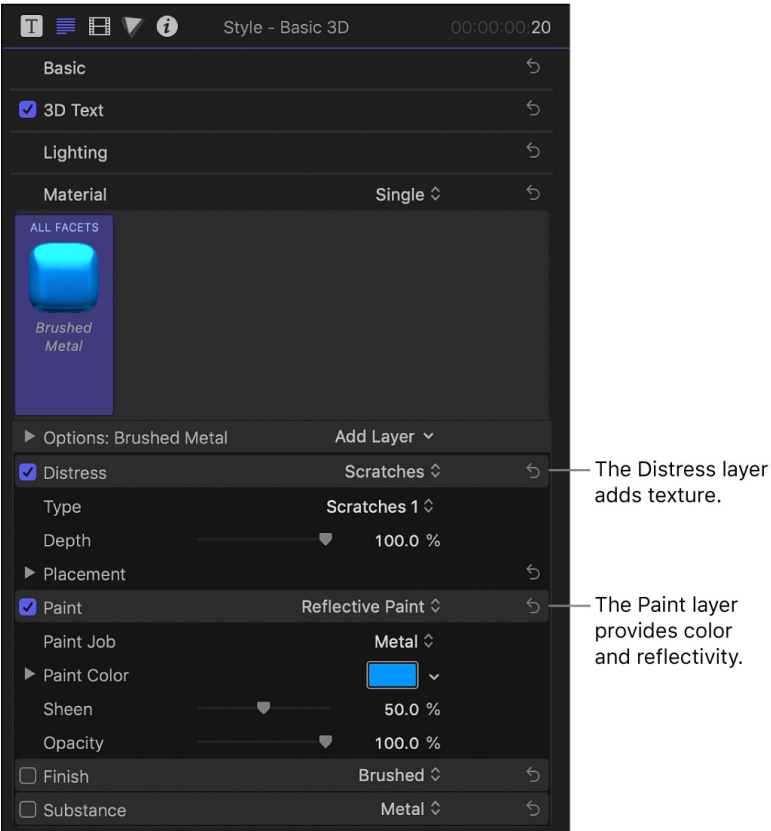 T i Style - Basic 3D 00:00:00:20
Basic
3D Text
Lighting
Material Single
ALL FACETS
Brushed
Metal
Options: Brushed Metal Add Layer
Distress Scratches
The Distress layer
adds texture.
Type Scratches 1
Depth 100.0 %
Placement
Paint Reflective Paint
The Paint layer
provides color
and reflectivity.
Paint Job Metal
Paint Color
Sheen 50.0 %
Opacity 100.0 %
Finish Brushed
Substance Metal